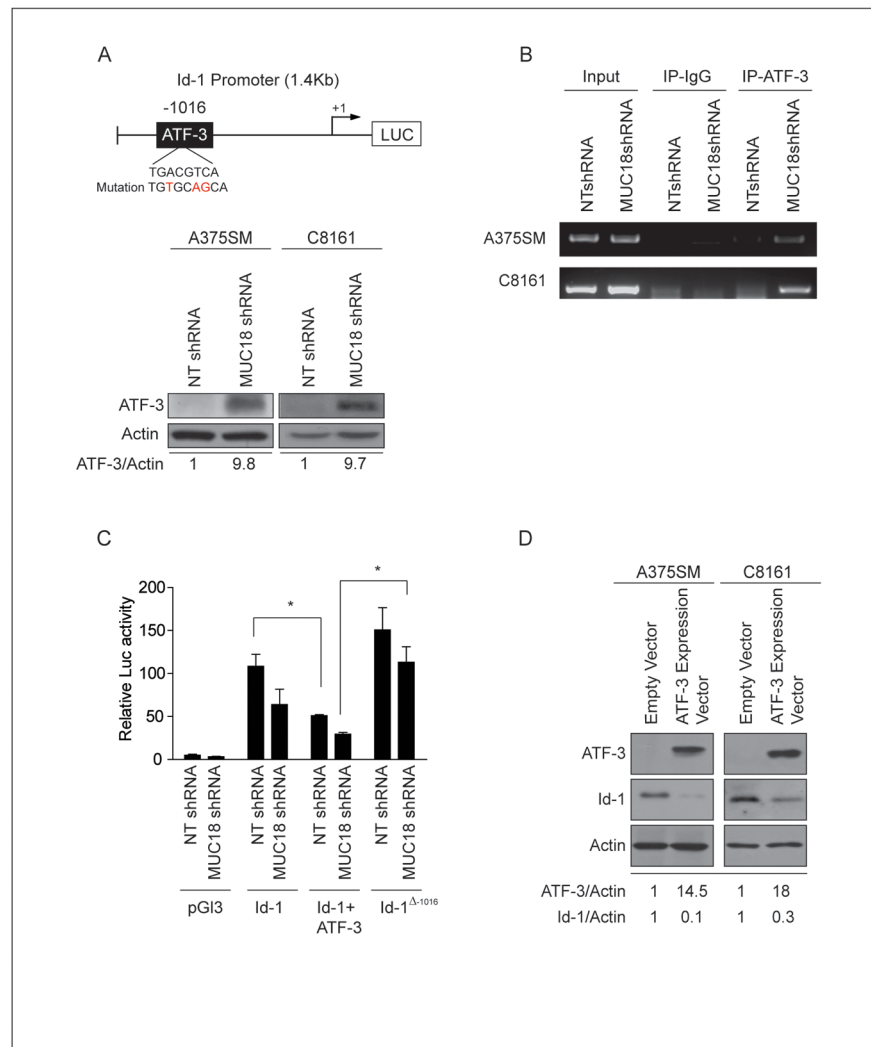 A
Id-1 Promoter (1.4Kb)
-1016
+1
ATF-3
LUC
TGACGTCA
Mutation TGTGCAGCA
A375SM C8161
NT shRNA
MUC18 shRNA
NT shRNA
MUC18 shRNA
ATF-3
Actin
ATF-3/Actin 1 9.8 1 9.7
B
Input IP-IgG IP-ATF-3
NTshRNA
MUC18shRNA
NTshRNA
MUC18shRNA
NTshRNA
MUC18shRNA
A375SM
C8161
C
Relative Luc activity
200
150
100
50
0
*
*
NT shRNA
MUC18 shRNA
NT shRNA
MUC18 shRNA
NT shRNA
MUC18 shRNA
NT shRNA
MUC18 shRNA
pGl3
Id-1
Id-1+
ATF-3
Id-1Δ-1016
D
A375SM C8161
Empty Vector
ATF-3 Expression
Vector
Empty Vector
ATF-3 Expression
Vector
ATF-3
Id-1
Actin
ATF-3/Actin 1 14.5 1 18
Id-1/Actin 1 0.1 1 0.3